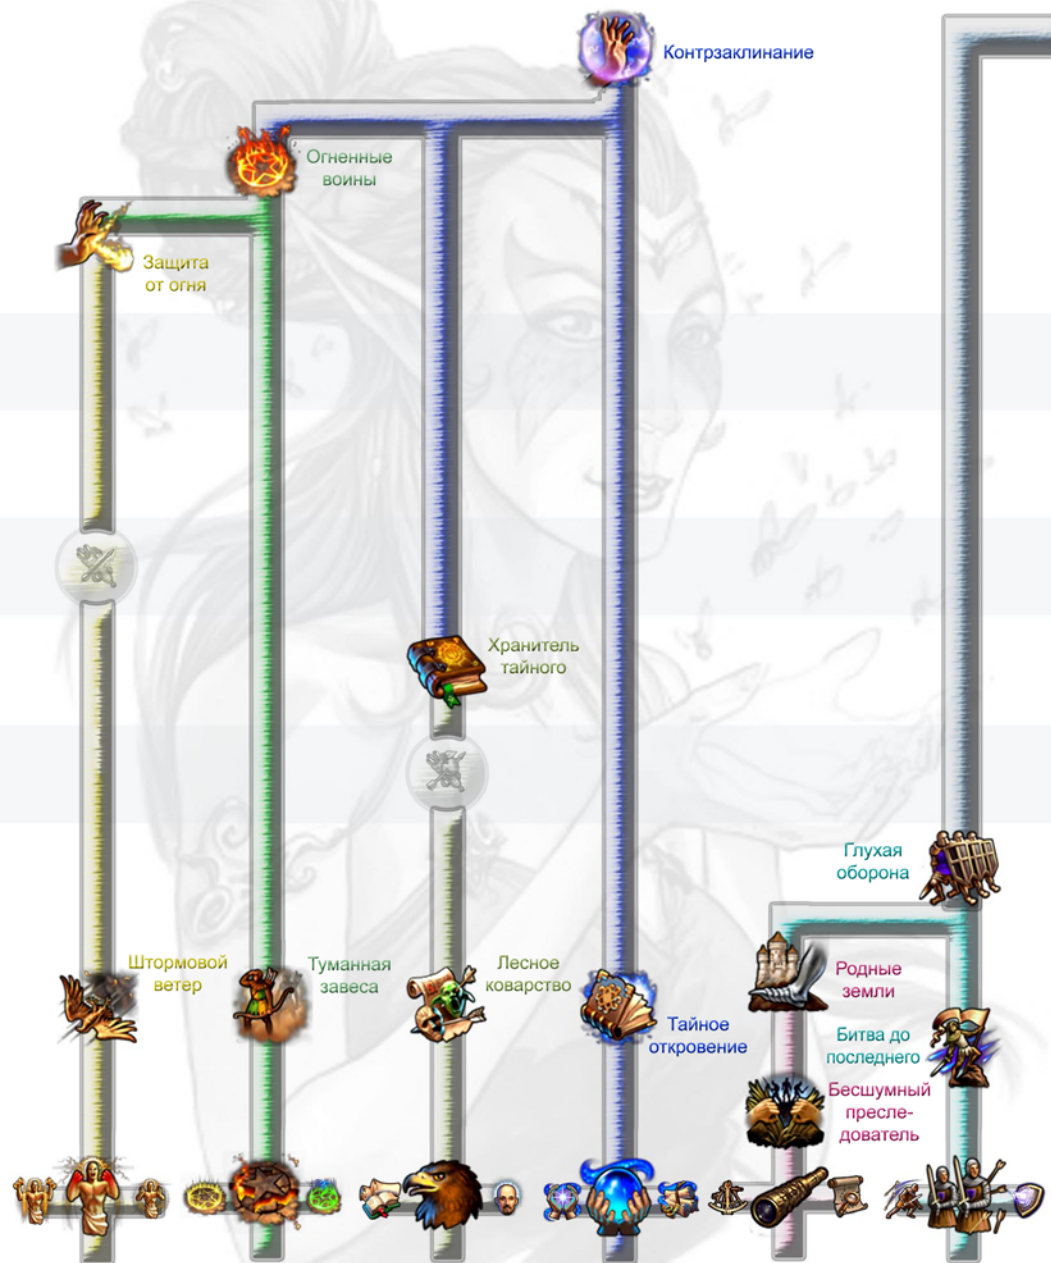 Контрзаклинание
Огненные
воины
Защита
от огня
Хранитель
тайного
Глухая
оборона
Штормовой
ветер
Туманная
завеса
Лесное
коварство
Родные
земли
Тайное
откровение
Битва до
последнего
Бесшумный
пресле-
дователь